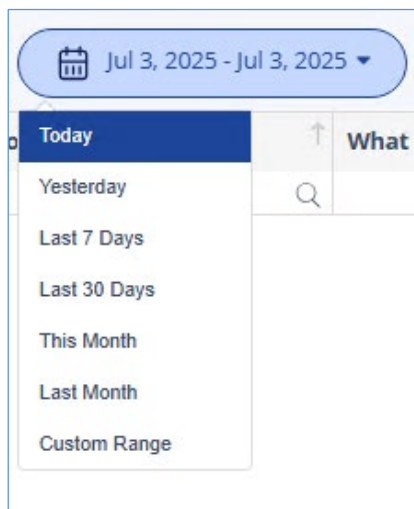 Jul 3, 2025 - Jul 3, 2025
Today
What
Yesterday
Last 7 Days
Last 30 Days
This Month
Last Month
Custom Range